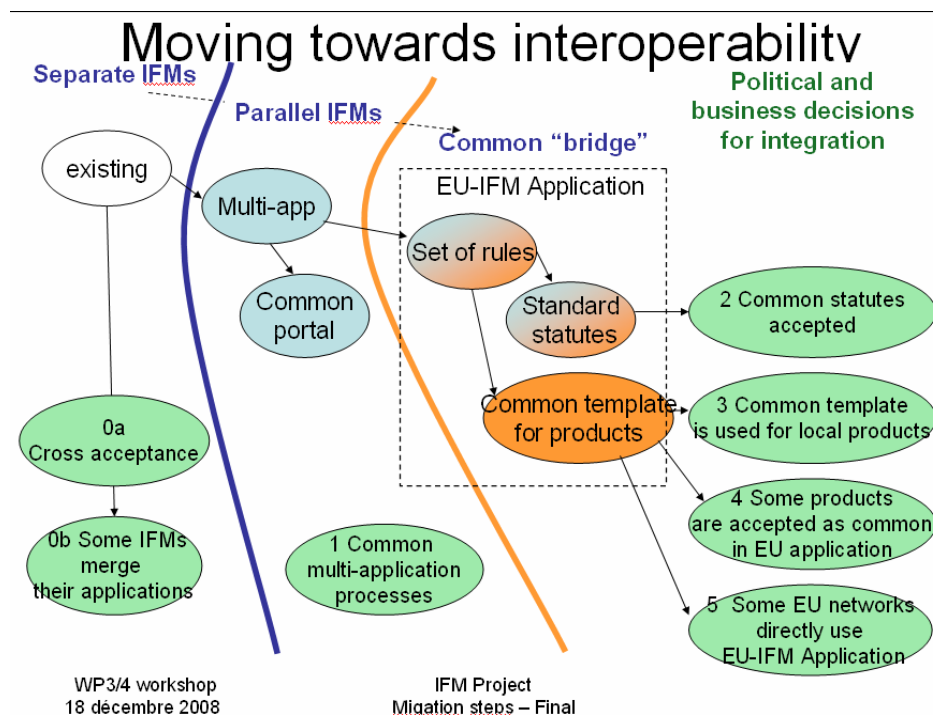 Moving towards interoperability
Separate IFMs
Parallel IFMs
Common "bridge"
Political and
business decisions
for integration
existing
Multi-app
Common
portal
EU-IFM Application
Set of rules
Standard
statutes
Common template
for products
0a
Cross acceptance
0b Some IFMs
merge
their applications
1 Common
multi-application
processes
2 Common statutes
accepted
3 Common template
is used for local products
4 Some products
are accepted as common
in EU application
5 Some EU networks
directly use
EU-IFM Application
WP3/4 workshop
18 décembre 2008
IFM Project
Migation steps – Final